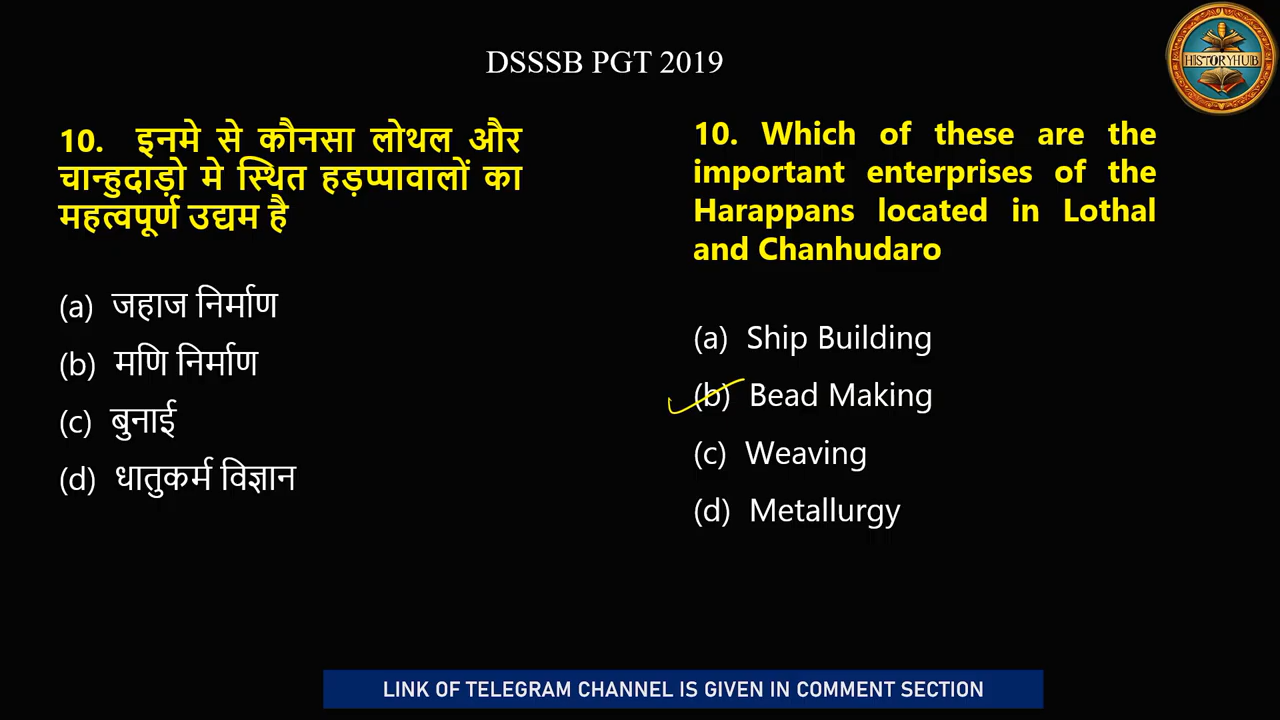 DSSSB PGT 2019
HISTORYHUB
10. इनमे से कौनसा लोथल और
चान्हुदाड़ो मे स्थित हड़प्पावालों का
महत्वपूर्ण उद्यम है
(a) जहाज निर्माण
(b) मणि निर्माण
(c) बुनाई
(d) धातुकर्म विज्ञान
10. Which of these are the
important enterprises of the
Harappans located in Lothal
and Chanhudaro
(a) Ship Building
(b) Bead Making
(c) Weaving
(d) Metallurgy
LINK OF TELEGRAM CHANNEL IS GIVEN IN COMMENT SECTION